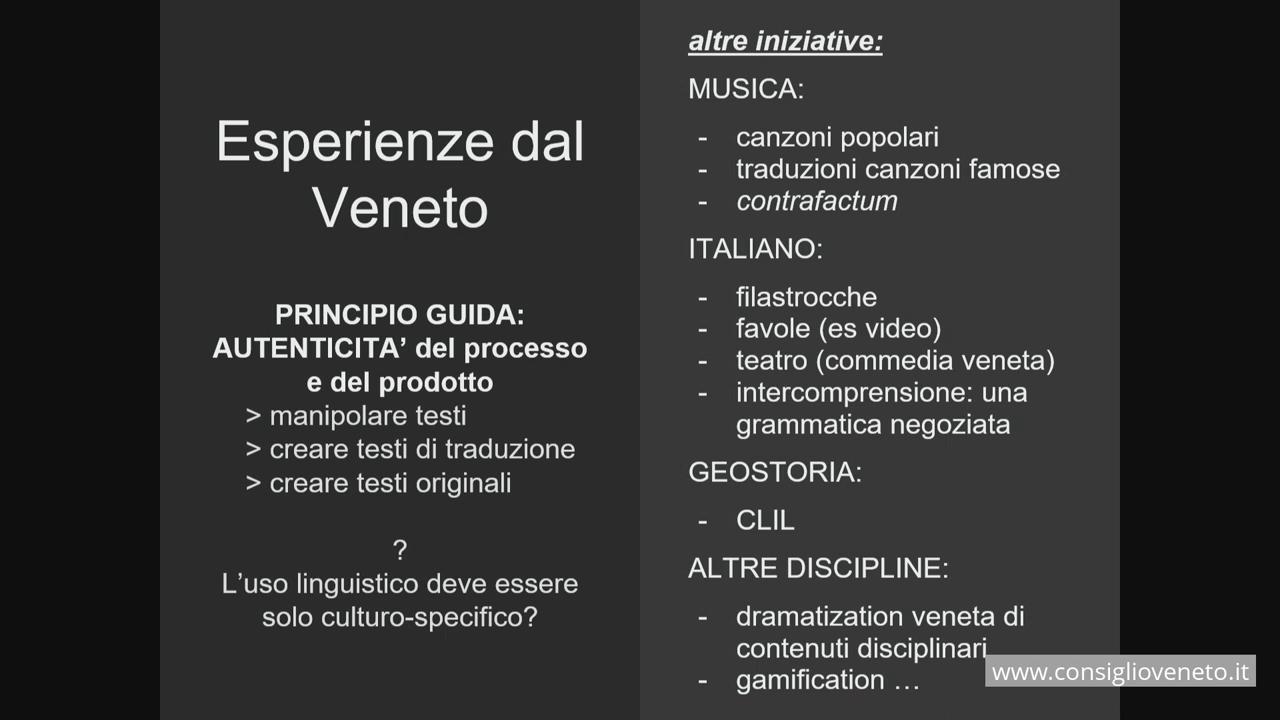 Esperienze dal
Veneto
PRINCIPIO GUIDA:
AUTENTICITA’ del processo
e del prodotto
> manipolare testi
> creare testi di traduzione
> creare testi originali
?
L’uso linguistico deve essere
solo culturo-specifico?
altre iniziative:
MUSICA:
- canzoni popolari
- traduzioni canzoni famose
- contrafactum
ITALIANO:
- filastrocche
- favole (es video)
- teatro (commedia veneta)
- intercomprensione: una
grammatica negoziata
GEOSTORIA:
- CLIL
ALTRE DISCIPLINE:
- dramatization veneta di
contenuti disciplinari
- gamification …
www.consiglioveneto.it